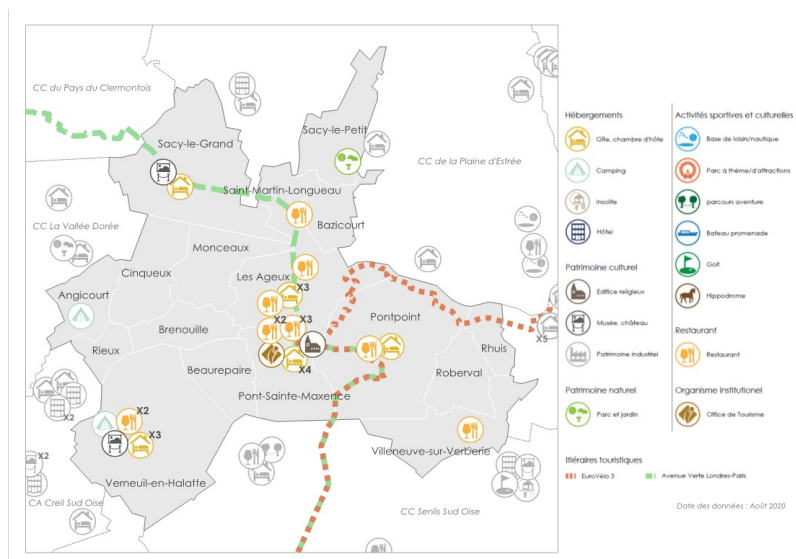 CC du Pays du Clermontois
Sacy-le-Petit
Sacy-le-Grand
CC de la Plaine d'Estrée
Saint-Martin-Longueau
Bazicourt
CC La Vallée Dorée
Monceaux
Cinqueux
Les Ageux
X3
Angicourt
X2
X3
Pontpoint
Brenouille
X5
Rieux
Rhuis
Beaurepaire
X4
Roberval
Pont-Sainte-Maxence
X2
X2
X3
Villeneuve-sur-Verberie
X2
Verneuil-en-Halatte
CA Creil Sud Oise
CC Senlis Sud Oise
Hébergements
Gîte, chambre d'hôte
Camping
Insolite
Hôtel
Patrimoine culturel
Edifice religieux
Musée, château
Patrimoine industriel
Patrimoine naturel
Parc et jardin
Activités sportives et culturelles
Base de loisirs/nautique
Parc à thème/d'attractions
parcours aventure
Bateau promenade
Golf
Hippodrome
Restaurant
Restaurant
Organisme institutionel
Office de Tourisme
Itiéraires touristiques
EuroVélo 3
Avenue Verte Londres-Paris
Date des données : Août 2020